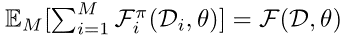 𝔼_M[∑_{i=1}^{M} ℱ_i^π(𝒟_i, θ)] = ℱ(𝒟, θ)